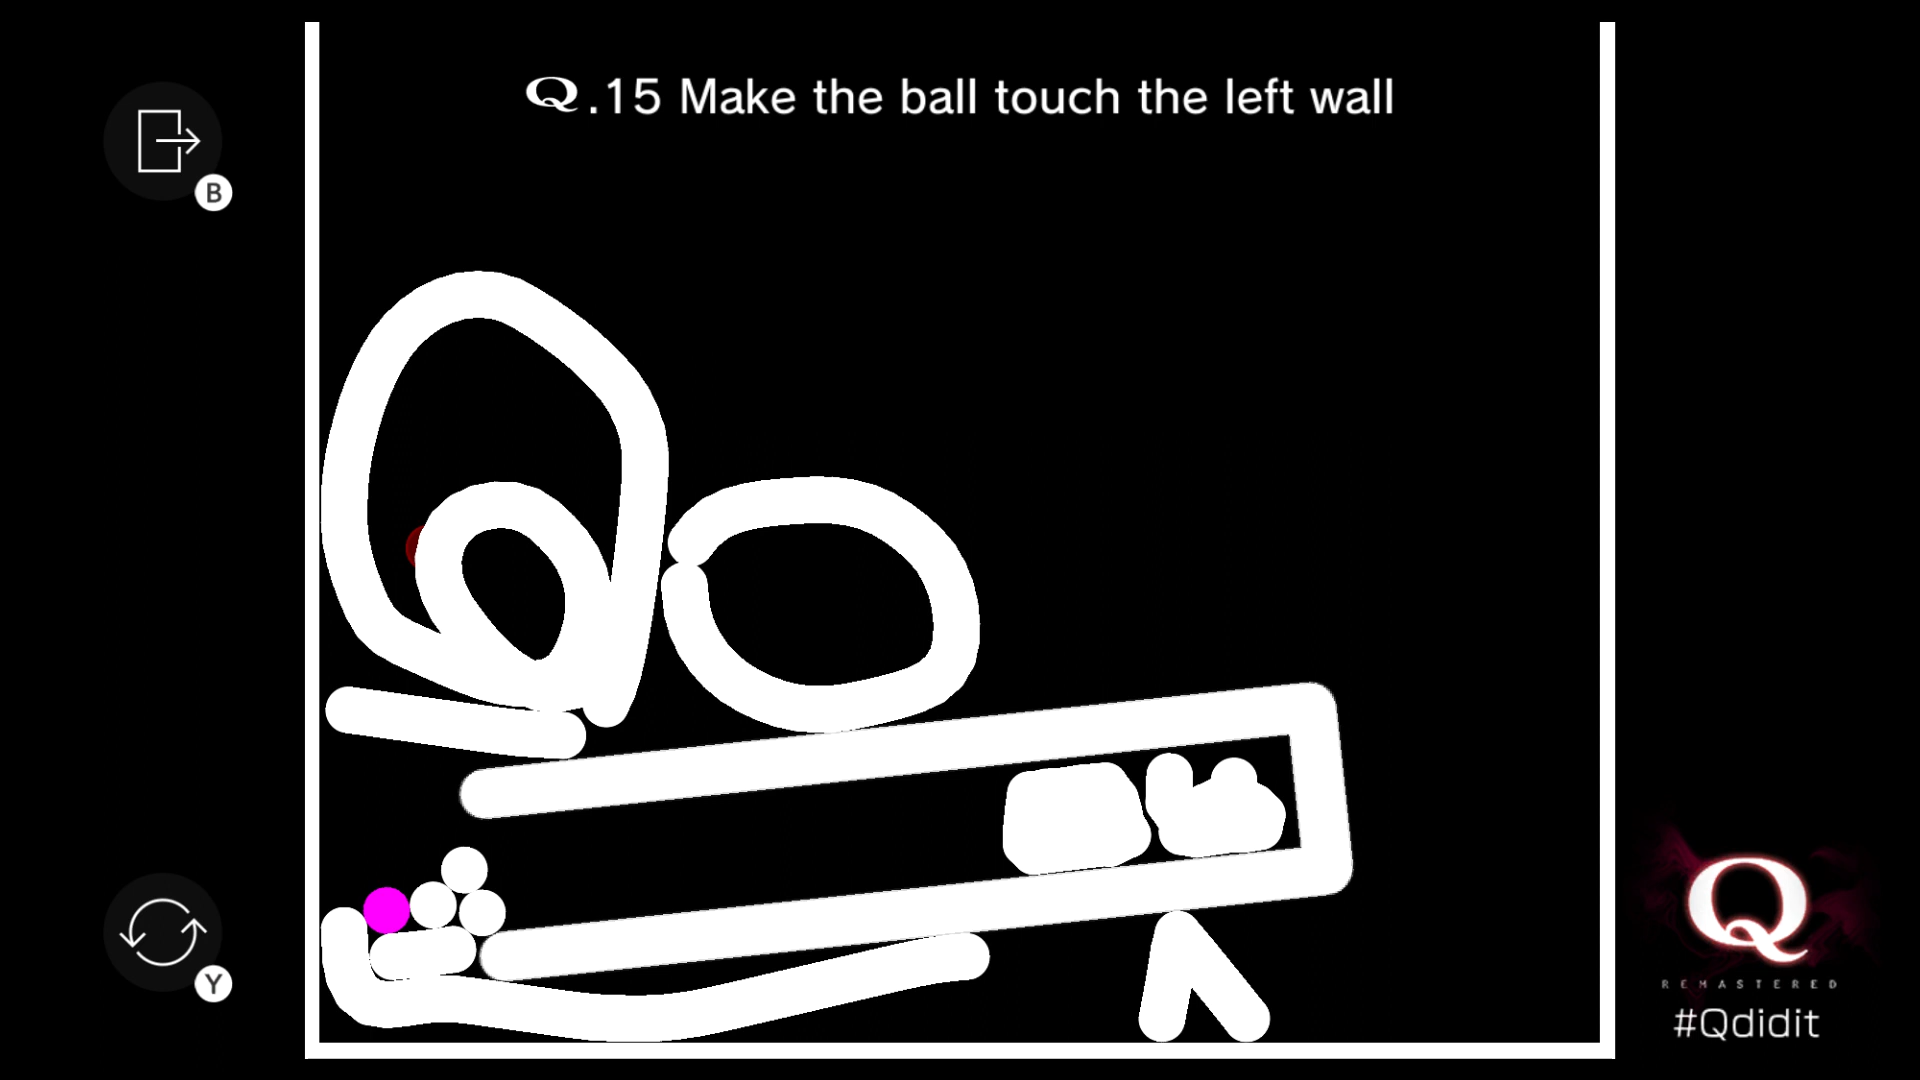 Q.15 Make the ball touch the left wall
B
Y
Q
REMASTERED
#Qdidit